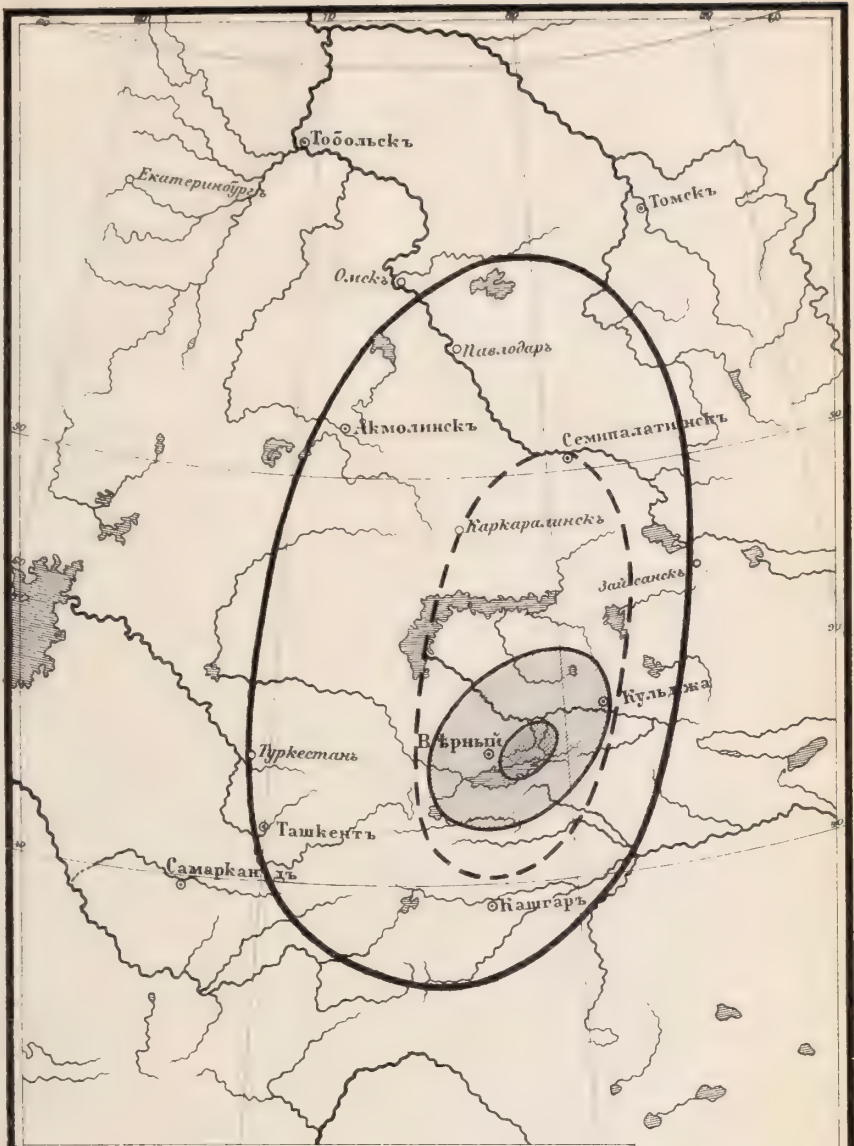 Тобольскъ
Екатеринбургъ
Томскъ
Омскъ
Павлодаръ
Акмолинскъ
Семипалатинскъ
Каркаралинскъ
Зайсанскъ
Кульджа
Вѣрный
Туркестанъ
Ташкентъ
Самаркандъ
Кашгаръ